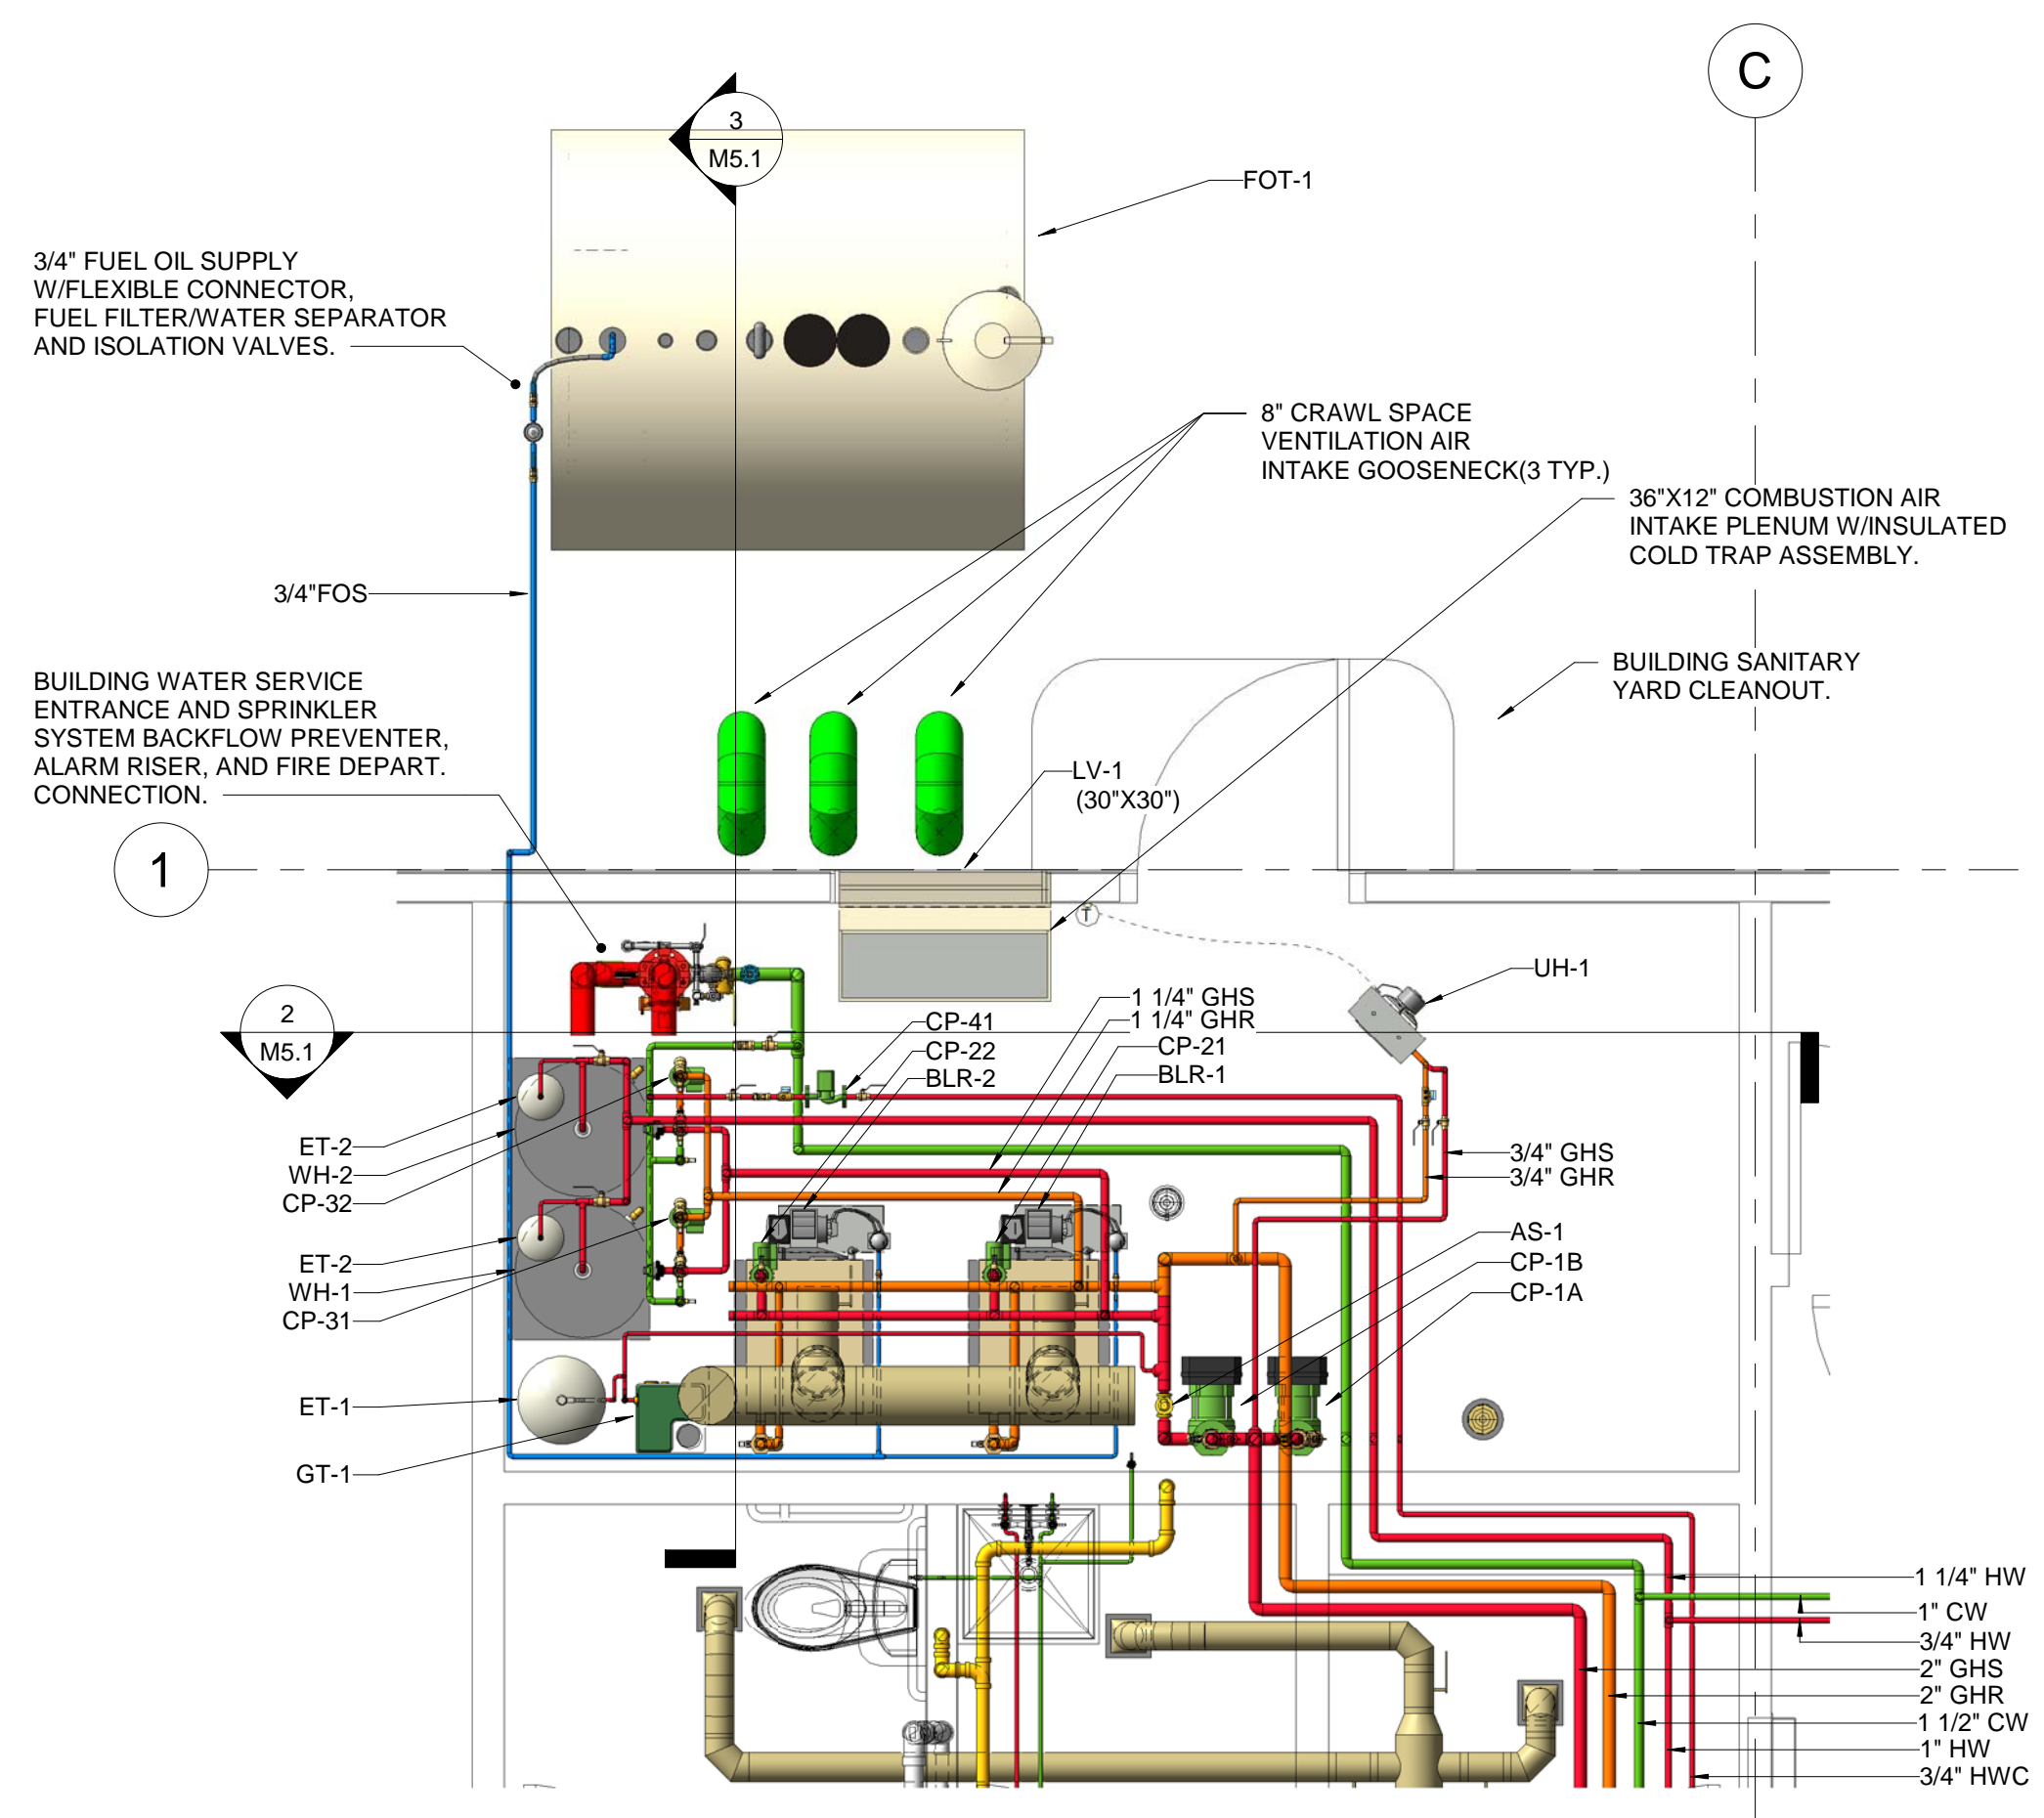 C
3
M5.1
FOT-1
3/4" FUEL OIL SUPPLY
W/FLEXIBLE CONNECTOR,
FUEL FILTER/WATER SEPARATOR
AND ISOLATION VALVES.
8" CRAWL SPACE
VENTILATION AIR
INTAKE GOOSENECK(3 TYP.)
36"X12" COMBUSTION AIR
INTAKE PLENUM W/INSULATED
COLD TRAP ASSEMBLY.
3/4"FOS
BUILDING SANITARY
YARD CLEANOUT.
BUILDING WATER SERVICE
ENTRANCE AND SPRINKLER
SYSTEM BACKFLOW PREVENTER,
ALARM RISER, AND FIRE DEPART.
CONNECTION.
LV-1
(30"X30")
1
T
UH-1
2
M5.1
1 1/4" GHS
1 1/4" GHR
CP-41
CP-22
BLR-2
CP-21
BLR-1
ET-2
WH-2
CP-32
3/4" GHS
3/4" GHR
ET-2
WH-1
CP-31
AS-1
CP-1B
CP-1A
ET-1
GT-1
1 1/4" HW
1" CW
3/4" HW
2" GHS
2" GHR
1 1/2" CW
1" HW
3/4" HWC